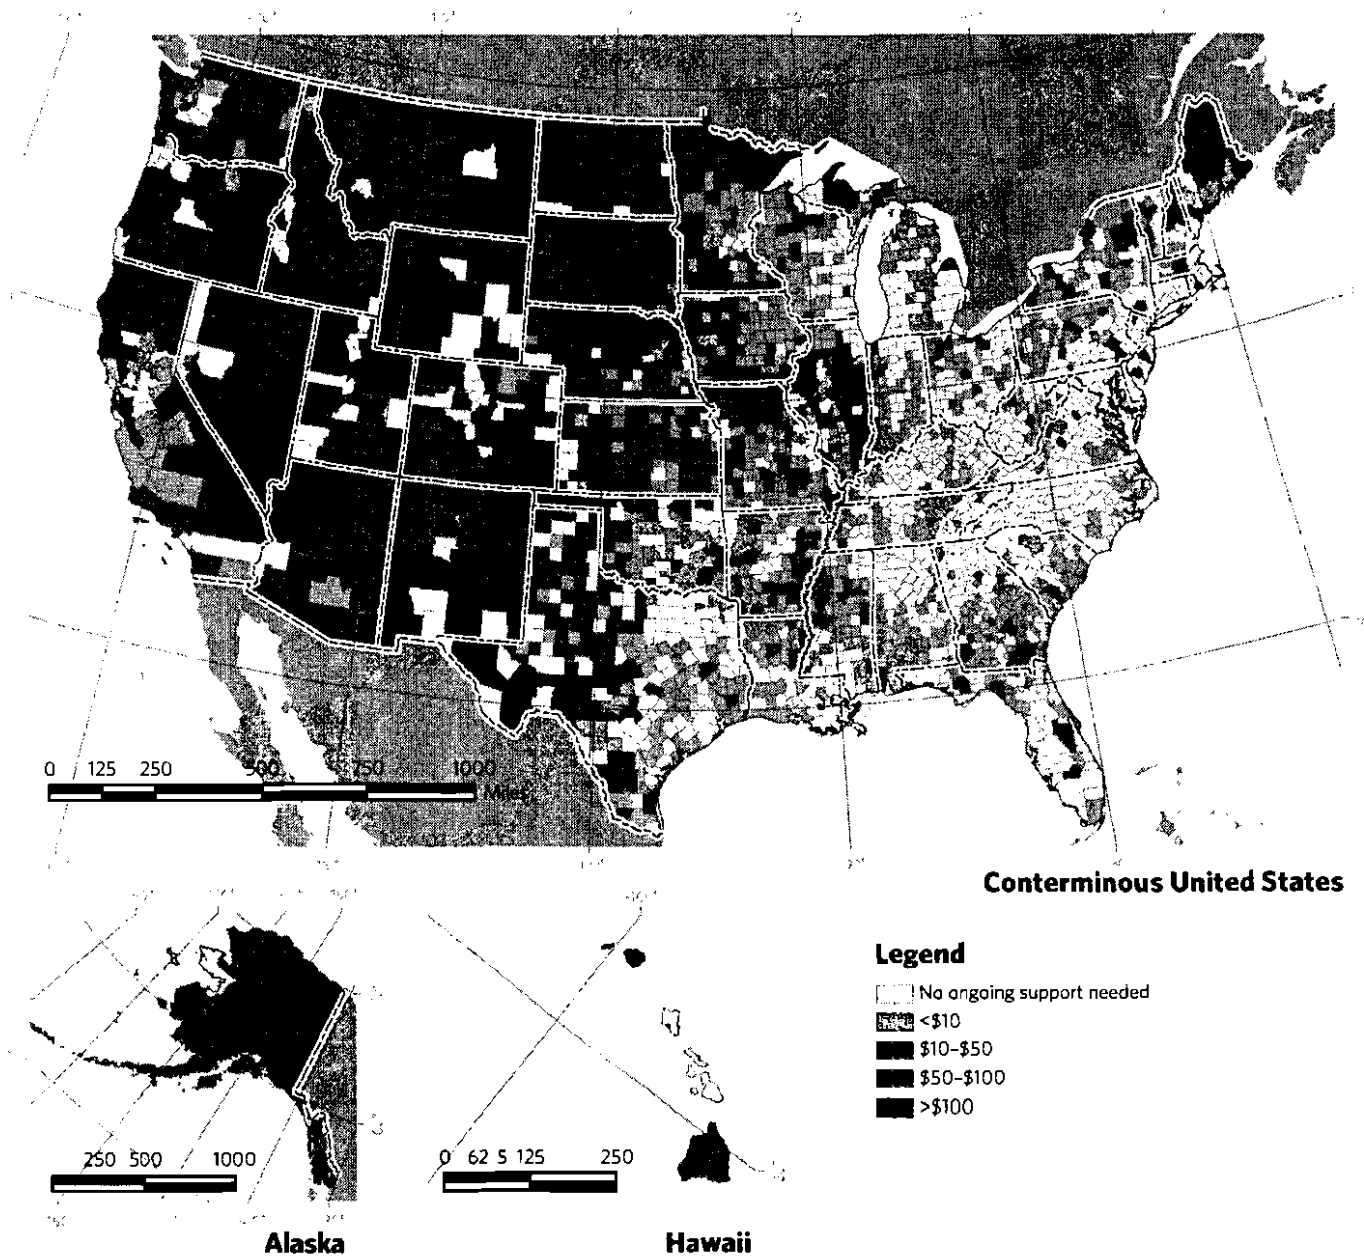 0 125 250 500 750 1000
Miles
Conterminous United States
Legend
No ongoing support needed
<$10
$10-$50
$50-$100
>$100
250 500 1000
0 62 5 125 250
Alaska
Hawaii